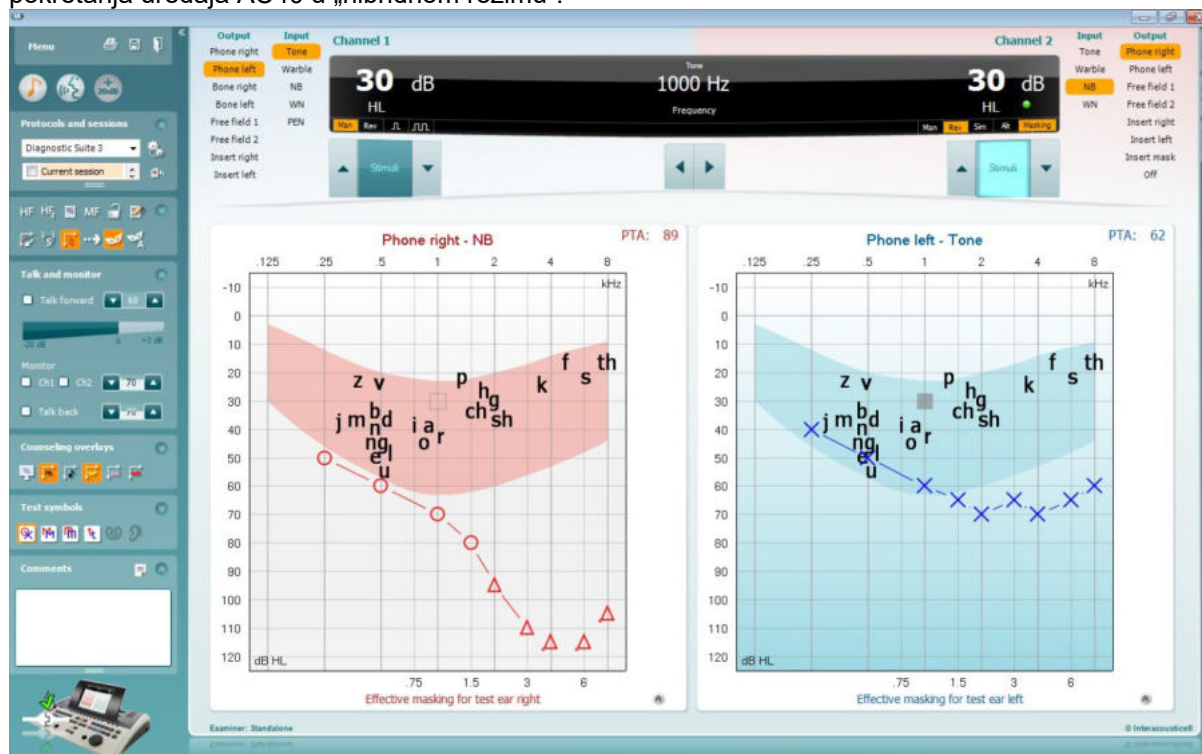 pokretanja uređaja AC40 u „hibridnom režimu“.
Menu
Protocols and sessions
Diagnostic Suite 3
Current session
HF
MF
Talk and monitor
Talk forward
60
-20 dB 0 +3 dB
Monitor
Ch1 Ch2 70
Talk back 70
Counseling overlays
Test symbols
Comments
Output
Phone right
Phone left
Bone right
Bone left
Free field 1
Free field 2
Insert right
Insert left
Input
Tone
Warble
NB
WN
PEN
Channel 1
30 dB
HL
Man Rev
Tone
1000 Hz
Frequency
Channel 2
30 dB
HL
Man Rev Sim Alt Masking
Stimuli
Stimuli
Input
Tone
Warble
NB
WN
Output
Phone right
Phone left
Free field 1
Free field 2
Insert right
Insert left
Insert mask
Off
Phone right - NB
PTA: 89
.125 .25 .5 1 2 4 8
kHz
-10
0
10
20
30
40
50
60
70
80
90
100
110
120
dB HL
z v p h g ch sh k f s th
j m b d n ng e l u i a o r
.75 1.5 3 6
Effective masking for test ear right
Phone left - Tone
PTA: 62
.125 .25 .5 1 2 4 8
kHz
-10
0
10
20
30
40
50
60
70
80
90
100
110
120
dB HL
z v p h g ch sh k f s th
j m b d n ng e l u i a o r
.75 1.5 3 6
Effective masking for test ear left
Examiner: Standalone
© Interacoustics®